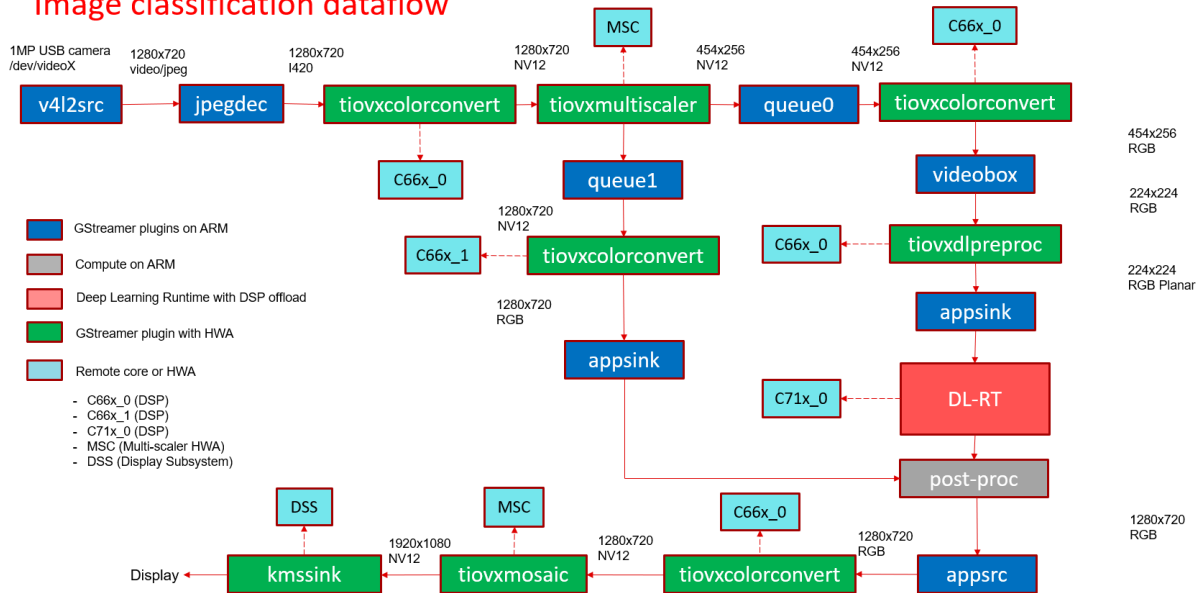 Image classification dataflow
1MP USB camera
/dev/videoX
1280x720
video/jpeg
1280x720
I420
1280x720
NV12
MSC
454x256
NV12
454x256
NV12
C66x_0
v4l2src
jpegdec
tiovxcolorconvert
tiovxmultiscaler
queue0
tiovxcolorconvert
454x256
RGB
C66x_0
queue1
videobox
224x224
RGB
1280x720
NV12
GStreamer plugins on ARM
C66x_1
tiovxcolorconvert
C66x_0
tiovxdlpreproc
Compute on ARM
224x224
RGB Planar
Deep Learning Runtime with DSP offload
1280x720
RGB
appsink
GStreamer plugin with HWA
appsink
Remote core or HWA
- C66x_0 (DSP)
- C66x_1 (DSP)
- C71x_0 (DSP)
- MSC (Multi-scaler HWA)
- DSS (Display Subsystem)
C71x_0
DL-RT
post-proc
DSS
MSC
C66x_0
1280x720
RGB
1920x1080
NV12
1280x720
NV12
1280x720
RGB
Display
kmssink
tiovxmosaic
tiovxcolorconvert
appsrc